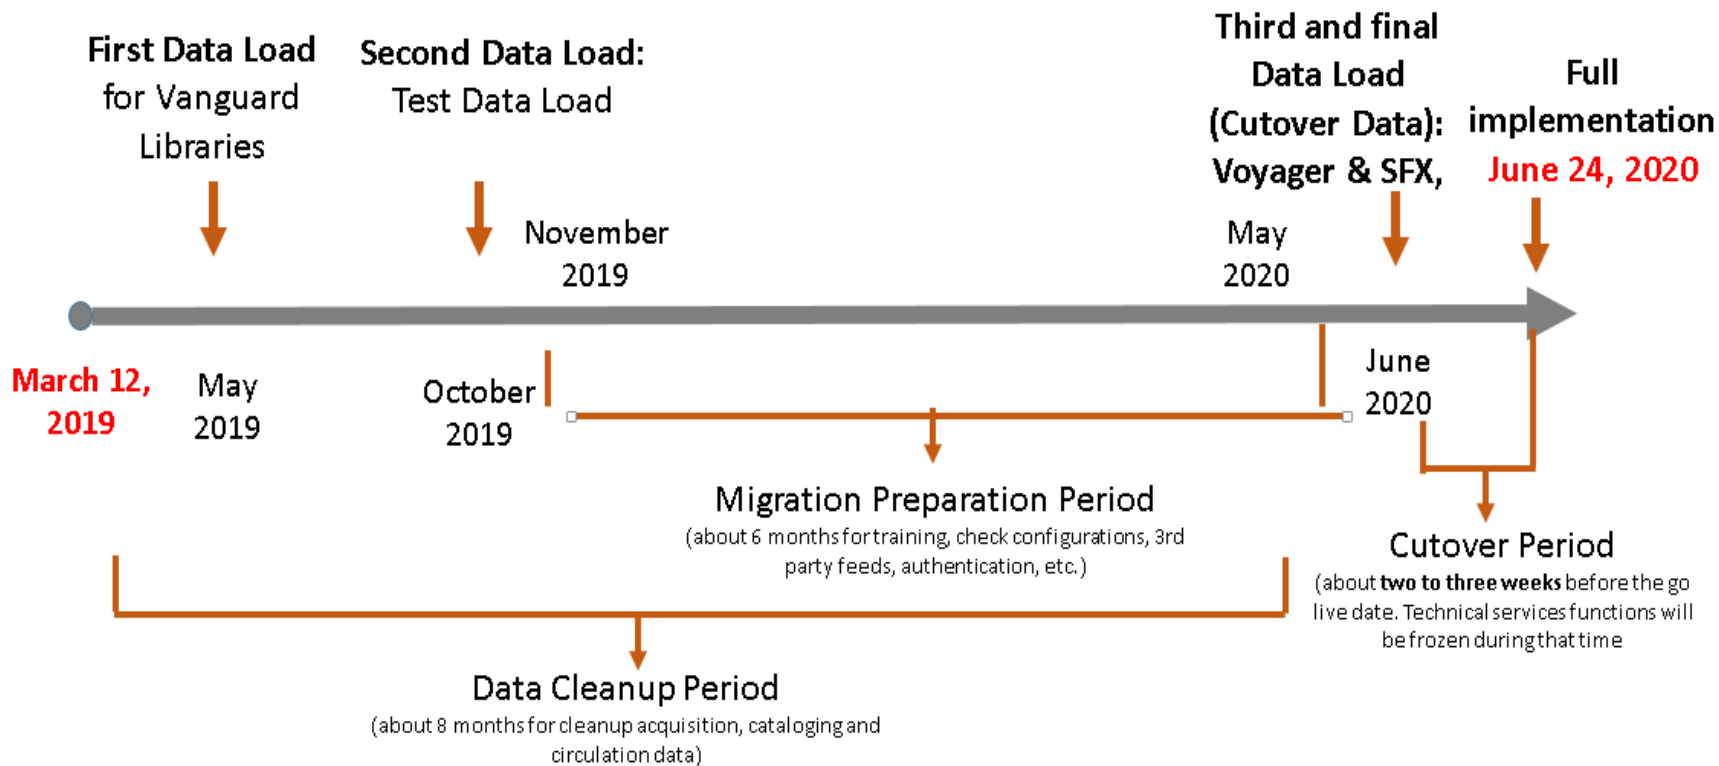 First Data Load
for Vanguard
Libraries
Second Data Load:
Test Data Load
Third and final
Data Load
(Cutover Data):
Voyager & SFX,
Full
implementation
June 24, 2020
November
2019
May
2020
March 12,
2019
May
2019
October
2019
June
2020
Migration Preparation Period
(about 6 months for training, check configurations, 3rd
party feeds, authentication, etc.)
Cutover Period
(about two to three weeks before the go
live date. Technical services functions will
be frozen during that time
Data Cleanup Period
(about 8 months for cleanup acquisition, cataloging and
circulation data)